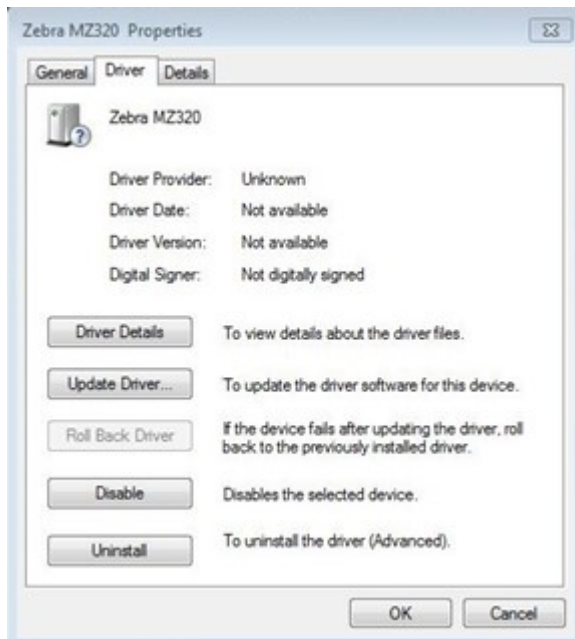 Zebra MZ320 Properties
General Driver Details
Zebra MZ320
Driver Provider: Unknown
Driver Date: Not available
Driver Version: Not available
Digital Signer: Not digitally signed
Driver Details To view details about the driver files.
Update Driver... To update the driver software for this device.
Roll Back Driver If the device fails after updating the driver, roll
back to the previously installed driver.
Disable Disables the selected device.
Uninstall To uninstall the driver (Advanced).
OK Cancel